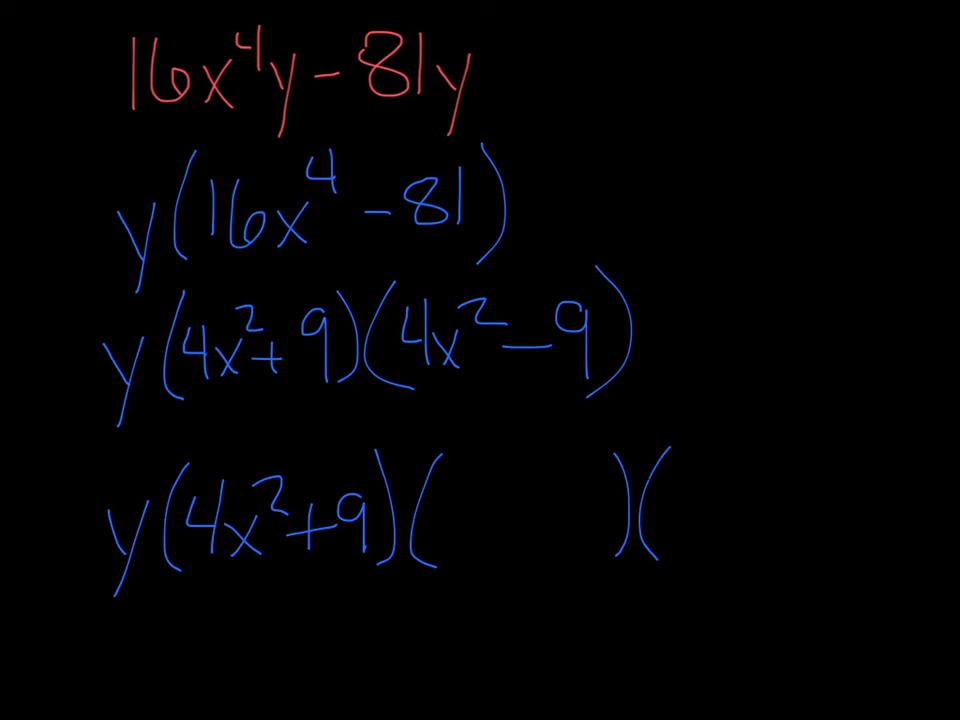 16x⁴y - 81y
y(16x⁴ - 81)
y(4x² + 9)(4x² - 9)
y(4x² + 9)(    )(